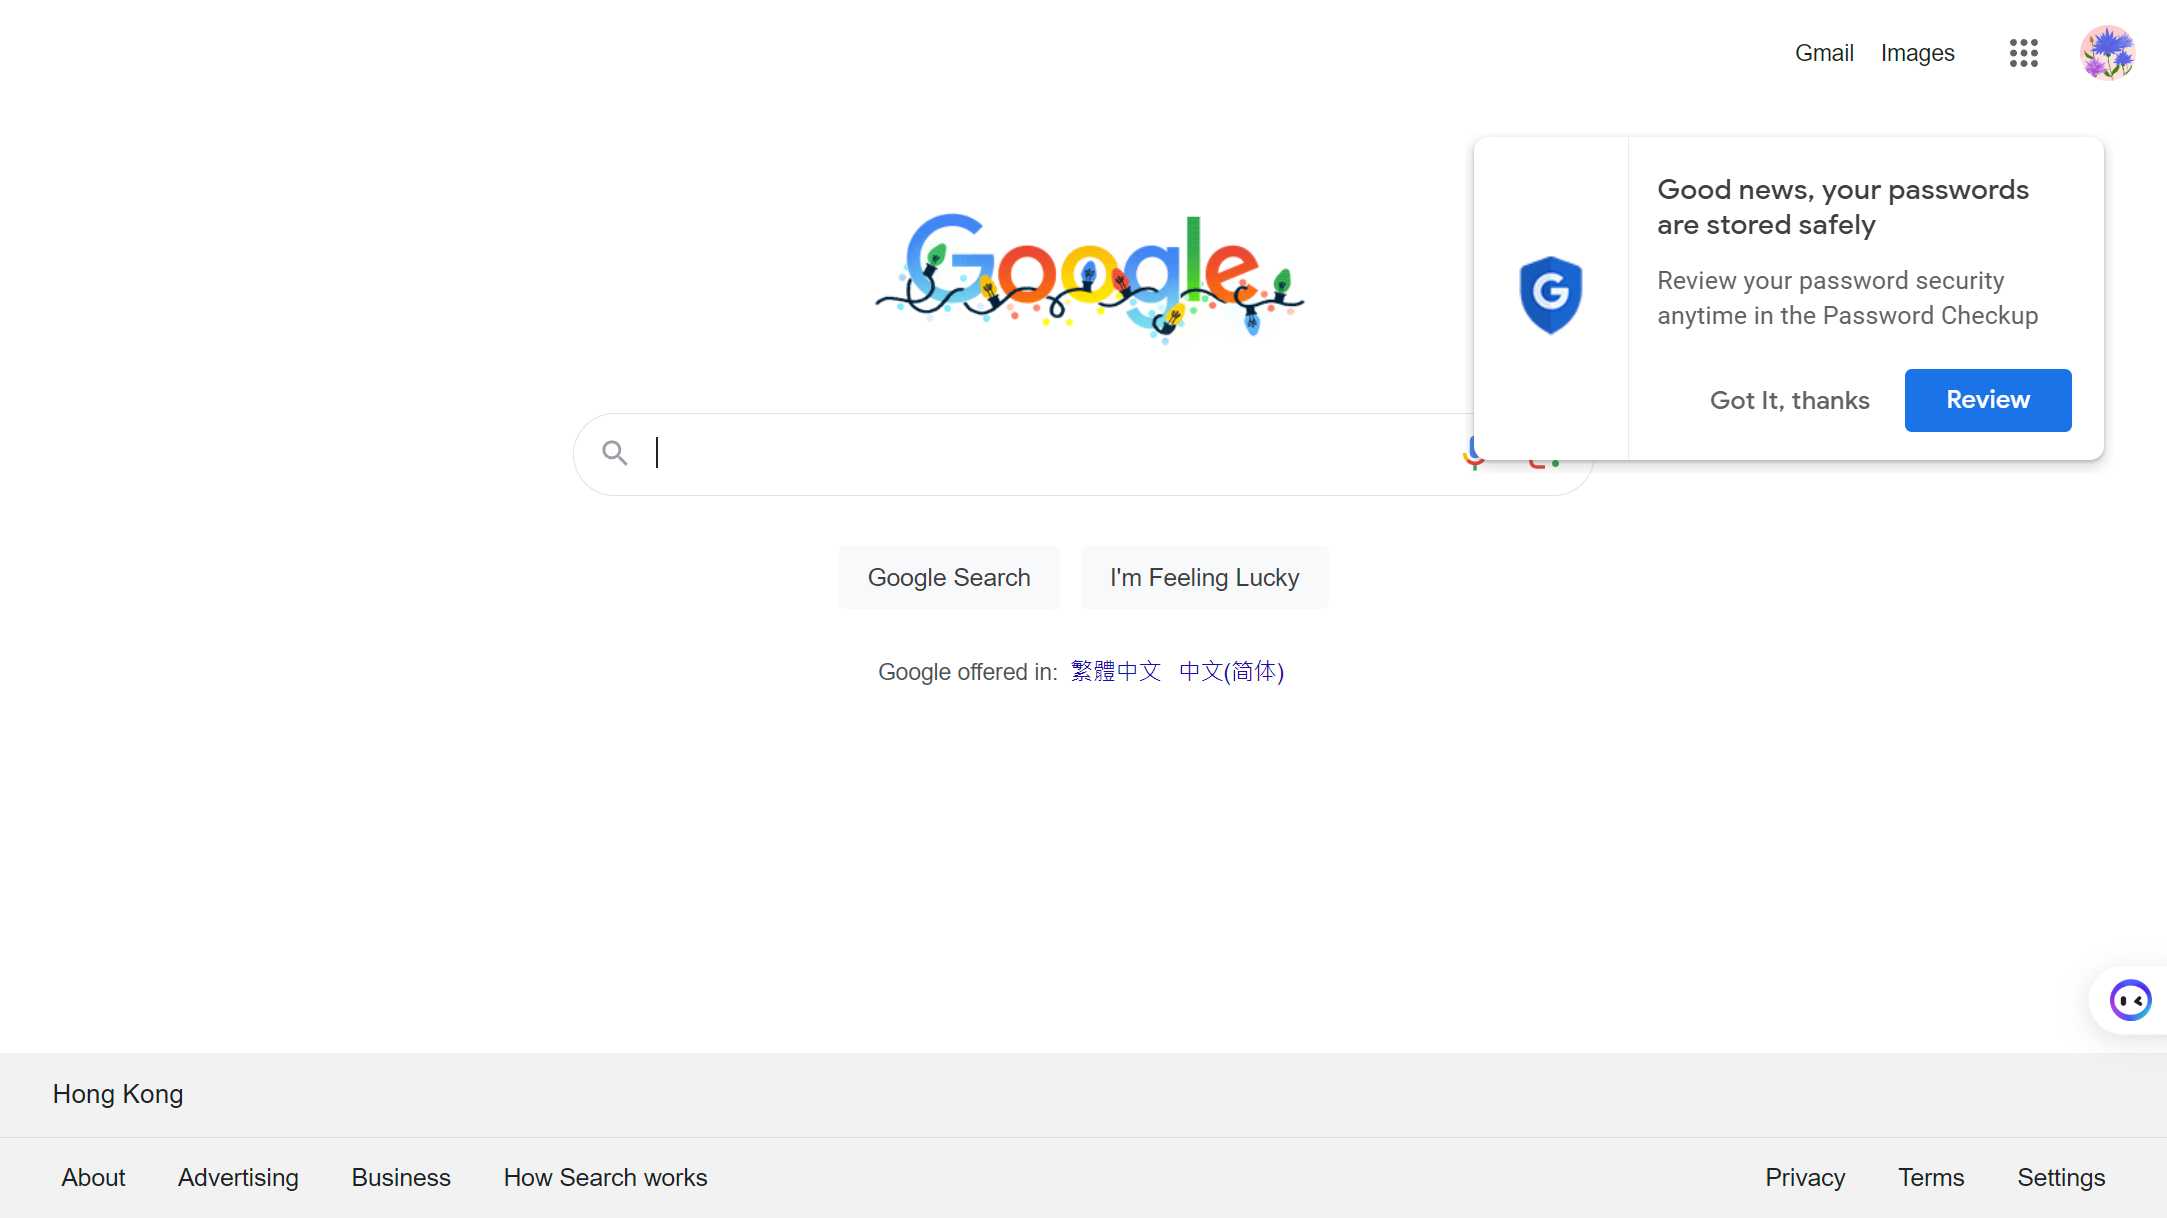 Gmail Images
Google
Good news, your passwords
are stored safely
Review your password security
anytime in the Password Checkup
Got It, thanks Review
Google Search I'm Feeling Lucky
Google offered in: 繁體中文 中文(简体)
Hong Kong
About Advertising Business How Search works Privacy Terms Settings